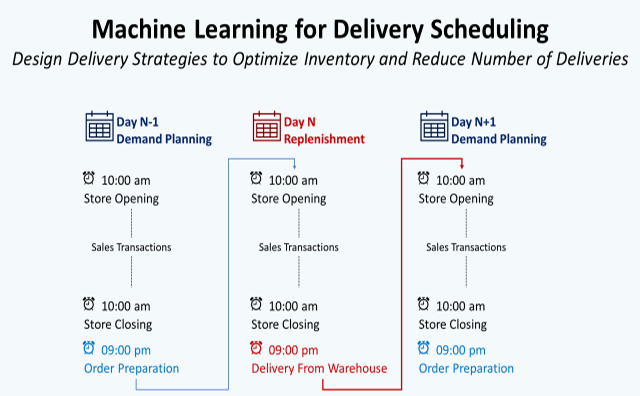 Machine Learning for Delivery Scheduling
Design Delivery Strategies to Optimize Inventory and Reduce Number of Deliveries
Day N-1
Demand Planning
10:00 am
Store Opening
Sales Transactions
10:00 am
Store Closing
09:00 pm
Order Preparation
Day N
Replenishment
10:00 am
Store Opening
Sales Transactions
10:00 am
Store Closing
09:00 pm
Delivery From Warehouse
Day N+1
Demand Planning
10:00 am
Store Opening
Sales Transactions
10:00 am
Store Closing
09:00 pm
Order Preparation